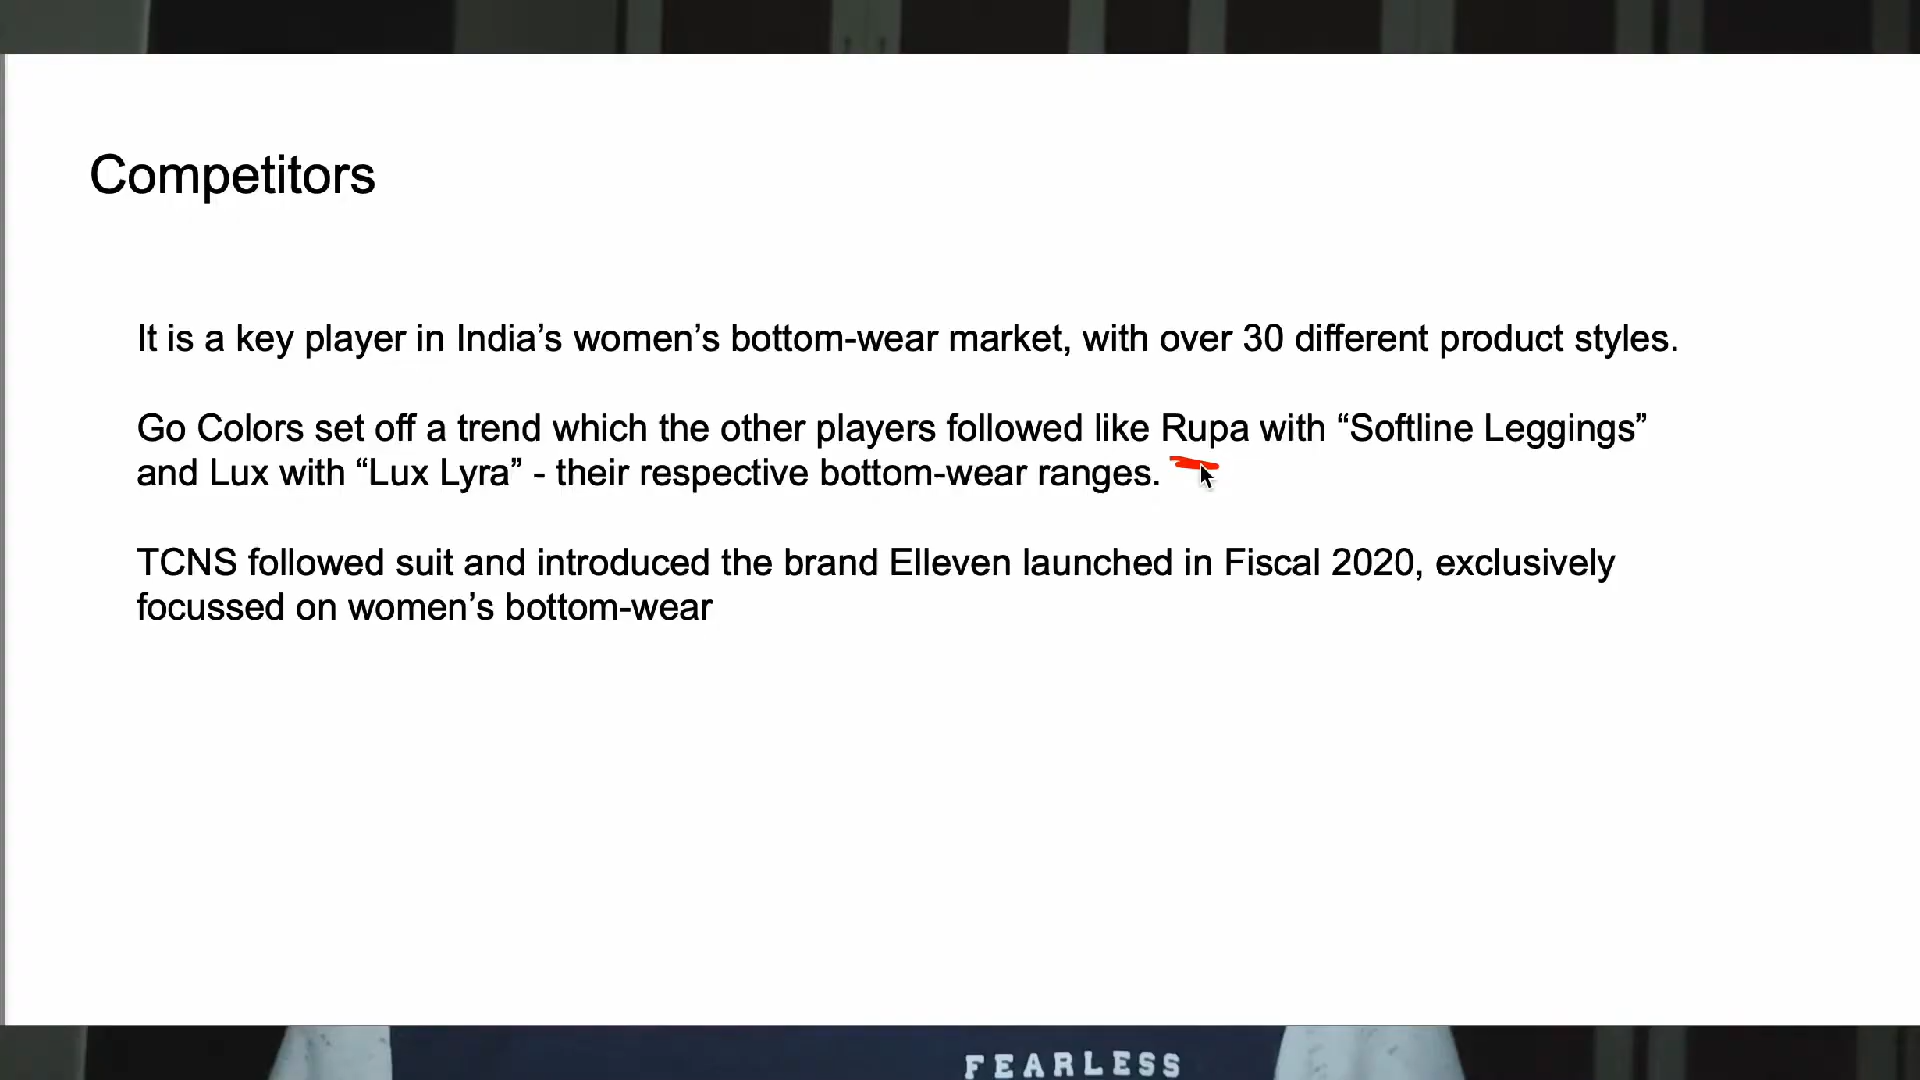 Competitors
It is a key player in India’s women’s bottom-wear market, with over 30 different product styles.
Go Colors set off a trend which the other players followed like Rupa with “Softline Leggings”
and Lux with “Lux Lyra” - their respective bottom-wear ranges.
TCNS followed suit and introduced the brand Elleven launched in Fiscal 2020, exclusively
focussed on women’s bottom-wear
FEARLESS